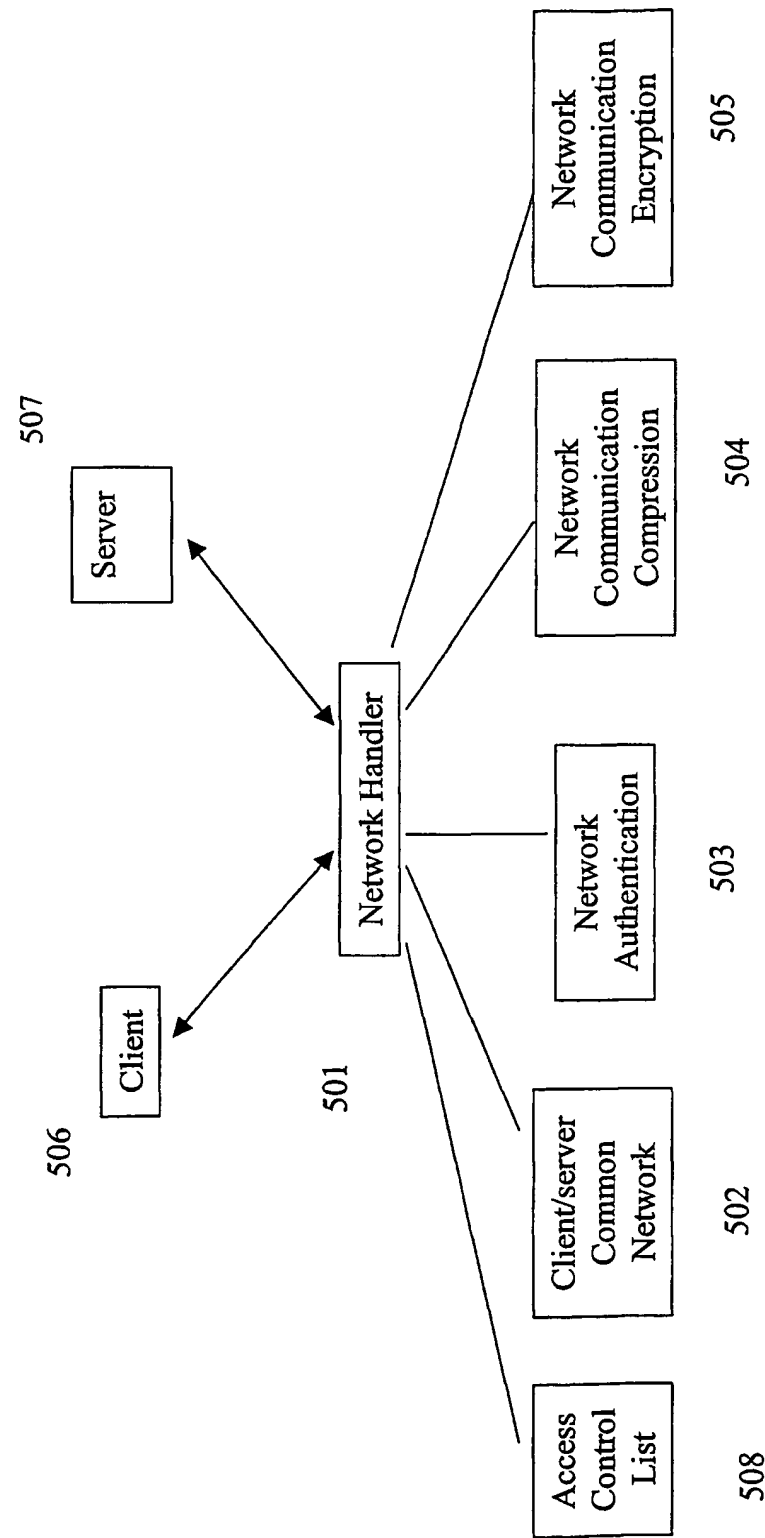 507
Server
506
Client
501
Network Handler
Access
Control
List
508
Client/server
Common
Network
502
Network
Authentication
503
Network
Communication
Compression
504
Network
Communication
Encryption
505